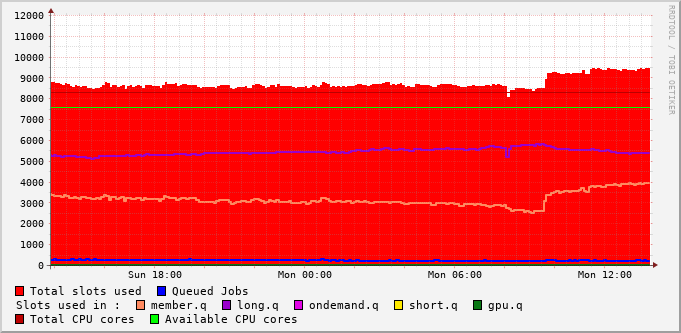 12000
11000
10000
9000
8000
7000
6000
5000
4000
3000
2000
1000
0
Sun 18:00 Mon 00:00 Mon 06:00 Mon 12:00
Total slots used Queued Jobs
Slots used in : member.q long.q ondemand.q short.q gpu.q
Total CPU cores Available CPU cores
RRDTOOL / TOBI OETIKER